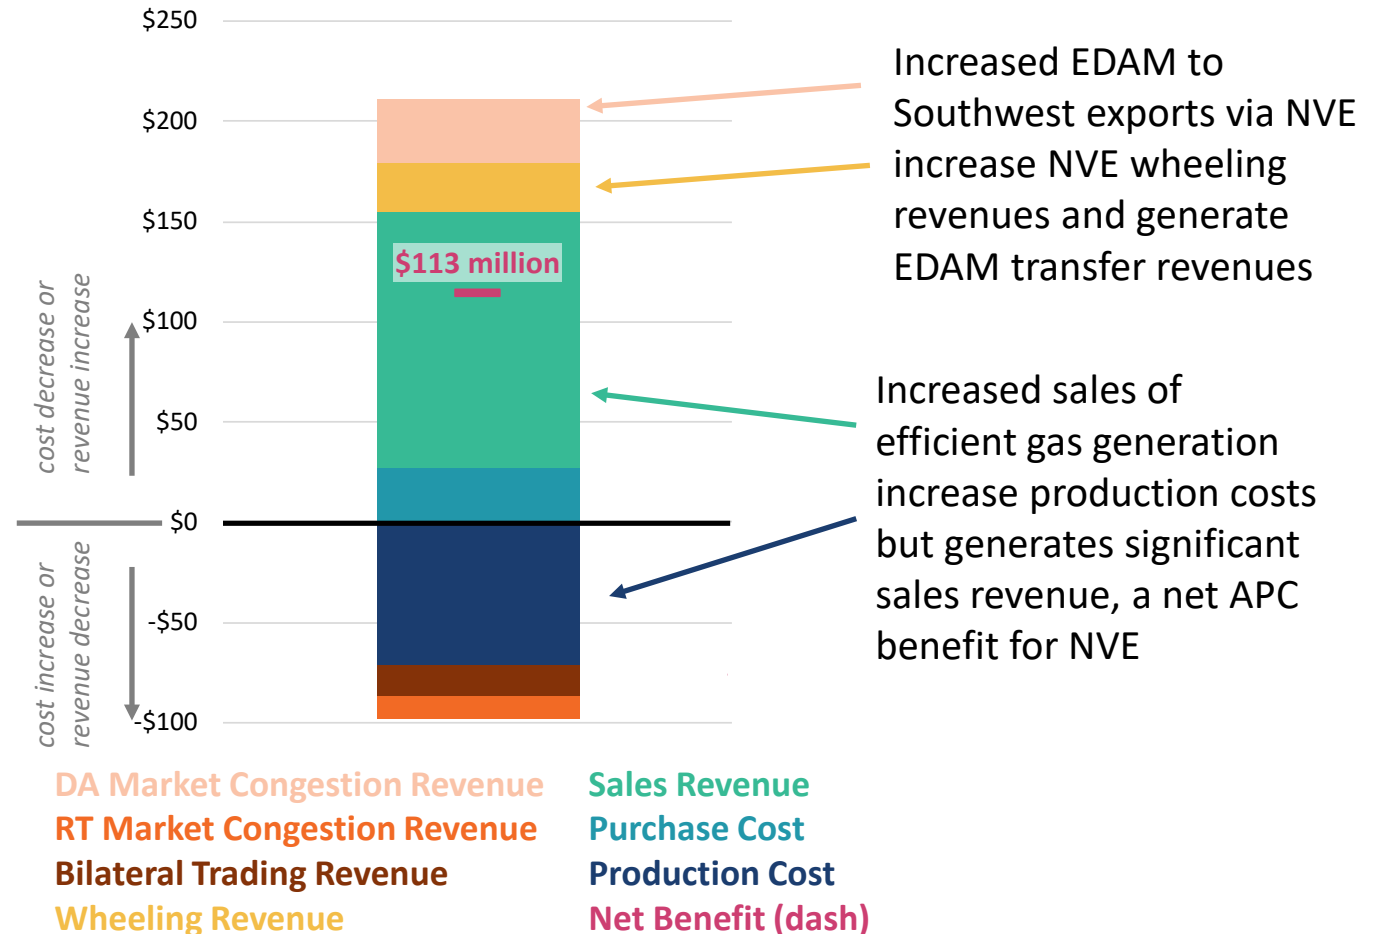 $250
$200
$150
$100
$50
$0
-$50
-$100
cost decrease or
revenue increase
cost increase or
revenue decrease
$113 million
Increased EDAM to
Southwest exports via NVE
increase NVE wheeling
revenues and generate
EDAM transfer revenues
Increased sales of
efficient gas generation
increase production costs
but generates significant
sales revenue, a net APC
benefit for NVE
DA Market Congestion Revenue
RT Market Congestion Revenue
Bilateral Trading Revenue
Wheeling Revenue
Sales Revenue
Purchase Cost
Production Cost
Net Benefit (dash)